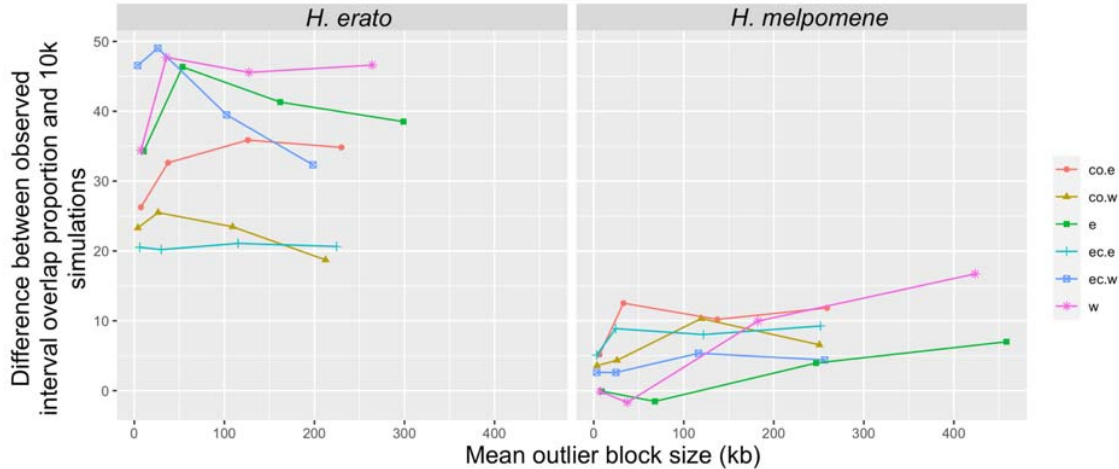 H. erato
H. melpomene
Difference between observed
interval overlap proportion and 10k
simulations
50
40
30
20
10
0
0 100 200 300 400
0 100 200 300 400
Mean outlier block size (kb)
co.e
co.w
e
ec.e
ec.w
w